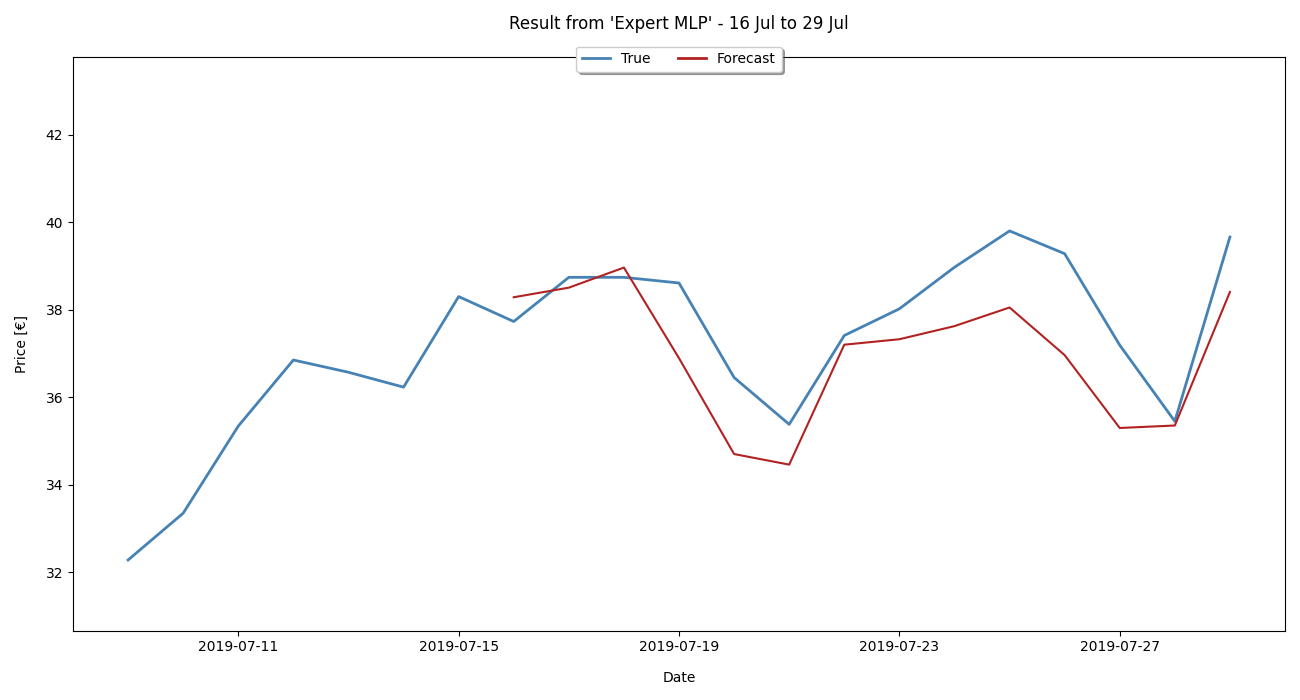 Result from 'Expert MLP' - 16 Jul to 29 Jul
True
Forecast
Price [€]
42
40
38
36
34
32
2019-07-11
2019-07-15
2019-07-19
2019-07-23
2019-07-27
Date